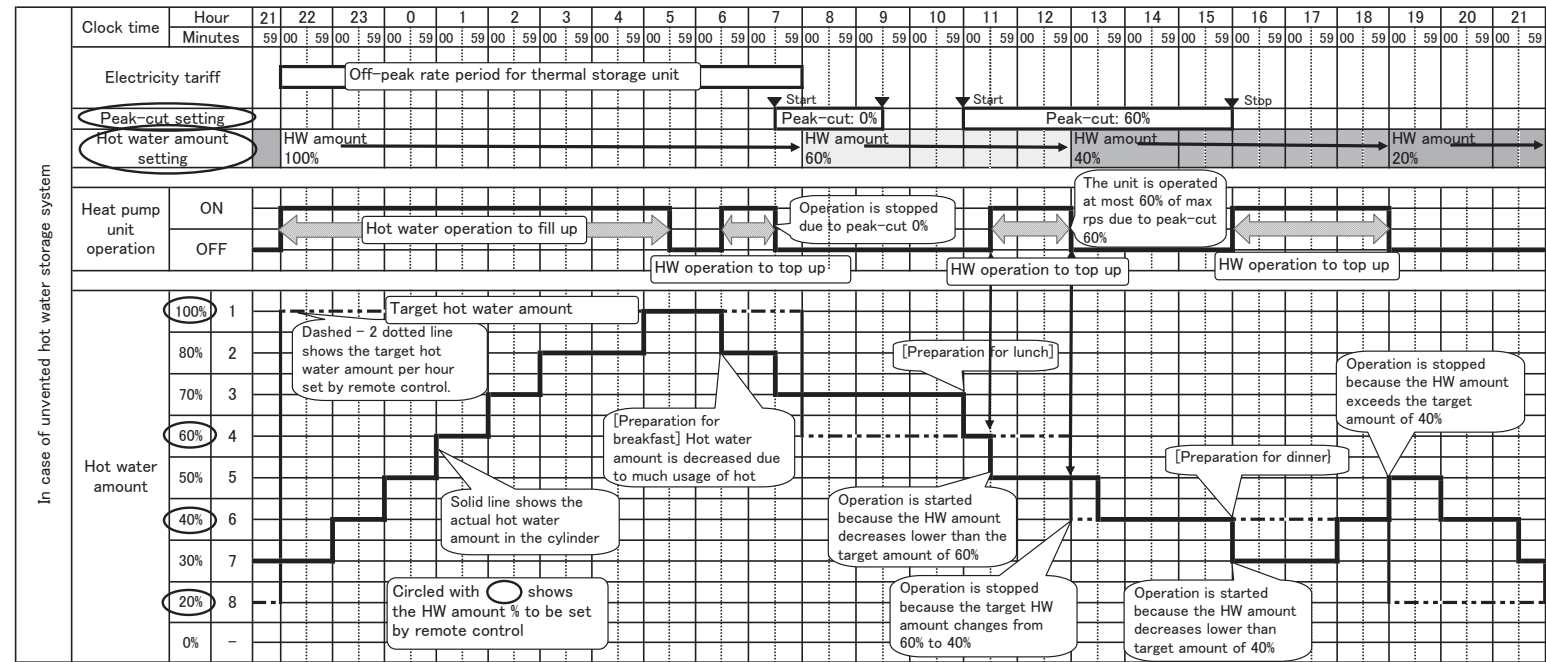 In case of unvented hot water storage system
Clock time
Hour
21 22 23 0 1 2 3 4 5 6 7 8 9 10 11 12 13 14 15 16 17 18 19 20 21
Minutes
59 00 59 00 59 00 59 00 59 00 59 00 59 00 59 00 59 00 59 00 59 00 59 00 59 00 59 00 59 00 59 00 59 00 59 00 59 00 59 00 59 00 59 00 59 00 59 00 59
Electricity tariff
Off-peak rate period for thermal storage unit
Peak-cut setting
Start
Peak-cut: 0%
Start
Stop
Peak-cut: 60%
Hot water amount
setting
HW amount
100%
HW amount
60%
HW amount
40%
HW amount
20%
Heat pump
unit
operation
ON
OFF
Hot water operation to fill up
HW operation to top up
Operation is stopped
due to peak-cut 0%
HW operation to top up
The unit is operated
at most 60% of max
rps due to peak-cut
60%
HW operation to top up
Hot water
amount
100% 1
80% 2
70% 3
60% 4
50% 5
40% 6
30% 7
20% 8
0% －
Target hot water amount
Dashed - 2 dotted line
shows the target hot
water amount per hour
set by remote control.
Solid line shows the
actual hot water
amount in the cylinder
Circled with shows
the HW amount % to be set
by remote control
[Preparation for
breakfast] Hot water
amount is decreased due
to much usage of hot
[Preparation for lunch]
Operation is started
because the HW amount
decreases lower than the
target amount of 60%
Operation is stopped
because the target HW
amount changes from
60% to 40%
[Preparation for dinner}
Operation is started
because the HW amount
decreases lower than
target amount of 40%
Operation is stopped
because the HW amount
exceeds the target
amount of 40%